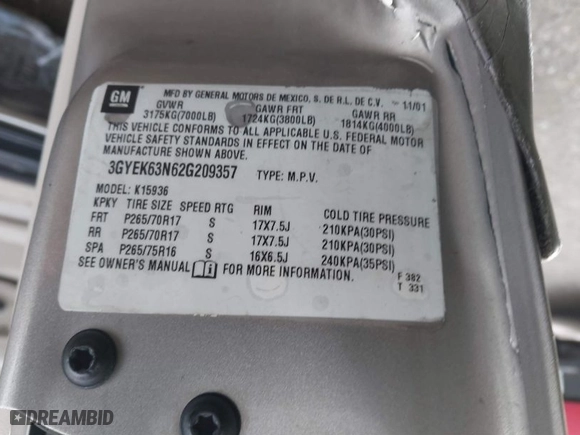 GM
MFD BY GENERAL MOTORS DE MEXICO, S. DE R.L. DE C.V. 11/01
GVWR GAWR FRT GAWR RR
3175KG(7000LB) 1724KG(3800LB) 1814KG(4000LB)
THIS VEHICLE CONFORMS TO ALL APPLICABLE U.S. FEDERAL MOTOR
VEHICLE SAFETY STANDARDS IN EFFECT ON THE DATE OF
MANUFACTURE SHOWN ABOVE.
3GYEK63N62G209357 TYPE: M.P.V.
MODEL: K15936
KPKY TIRE SIZE SPEED RTG RIM COLD TIRE PRESSURE
FRT P265/70R17 S 17X7.5J 210KPA(30PSI)
RR P265/70R17 S 17X7.5J 210KPA(30PSI)
SPA P265/75R16 S 16X6.5J 240KPA(35PSI)
SEE OWNER'S MANUAL FOR MORE INFORMATION.
F 382
T 331
DREAMBID